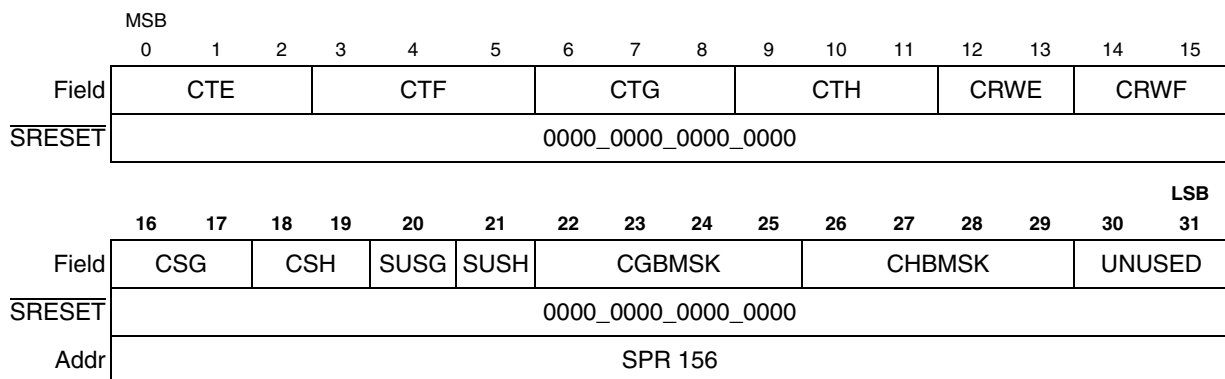 MSB
0 1 2 3 4 5 6 7 8 9 10 11 12 13 14 15
Field CTE CTF CTG CTH CRWE CRWF
SRESET 0000_0000_0000_0000
LSB
16 17 18 19 20 21 22 23 24 25 26 27 28 29 30 31
Field CSG CSH SUSG SUSH CGBMSK CHBMSK UNUSED
SRESET 0000_0000_0000_0000
Addr SPR 156